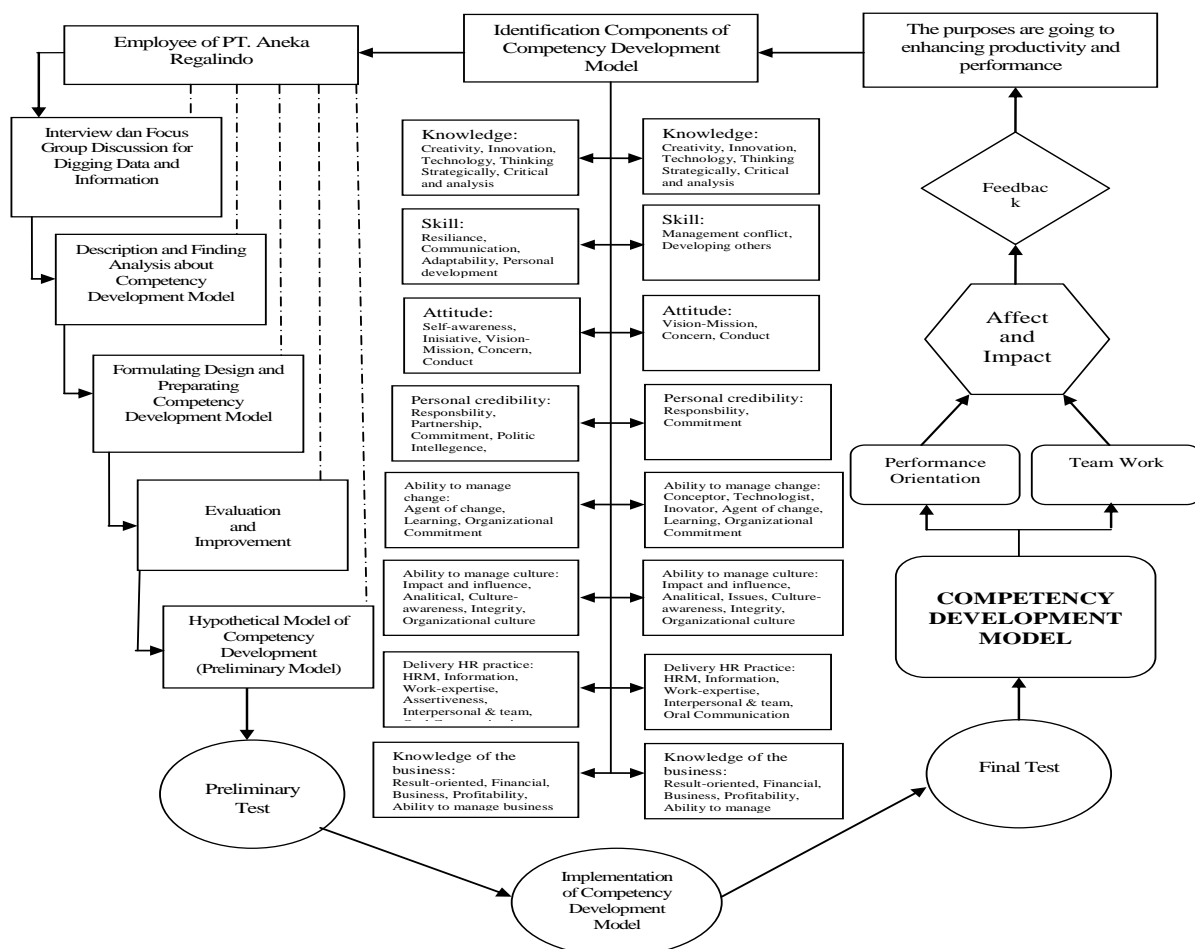 Employee of PT. Aneka
Regalindo
Identification Components of
Competency Development
Model
The purposes are going to
enhancing productivity and
performance
Interview dan Focus
Group Discussion for
Digging Data and
Information
Description and Finding
Analysis about
Competency
Development Model
Formulating Design and
Preparating
Competency
Development Model
Evaluation
and
Improvement
Hypothetical Model of
Competency
Development
(Preliminary Model)
Preliminary
Test
Knowledge:
Creativity, Innovation,
Technology, Thinking
Strategically, Critical
and analysis
Knowledge:
Creativity, Innovation,
Technology, Thinking
Strategically, Critical
and analysis
Skill:
Resiliance,
Communication,
Adaptability, Personal
development
Skill:
Management conflict,
Developing others
Attitude:
Self-awareness,
Inisiative, Vision-
Mission, Concern,
Conduct
Attitude:
Vision-Mission,
Concern, Conduct
Personal credibility:
Responsbility,
Partnership,
Commitment, Politic
Intellegence,
Personal credibility:
Responsbility,
Commitment
Ability to manage
change:
Agent of change,
Learning, Organizational
Commitment
Ability to manage change:
Conceptor, Technologist,
Inovator, Agent of change,
Learning, Organizational
Commitment
Ability to manage culture:
Impact and influence,
Analitical, Culture-
awareness, Integrity,
Organizational culture
Ability to manage culture:
Impact and influence,
Analitical, Issues, Culture-
awareness, Integrity,
Organizational culture
Delivery HR practice:
HRM, Information,
Work-expertise,
Assertiveness,
Interpersonal & team,
Delivery HR Practice:
HRM, Information,
Work-expertise,
Interpersonal & team,
Oral Communication
Knowledge of the
business:
Result-oriented, Financial,
Business, Profitability,
Ability to manage business
Knowledge of the
business:
Result-oriented, Financial,
Business, Profitability,
Ability to manage
Implementation
of Competency
Development
Model
Final Test
COMPETENCY
DEVELOPMENT
MODEL
Performance
Orientation
Team Work
Affect
and
Impact
Feedbac
k